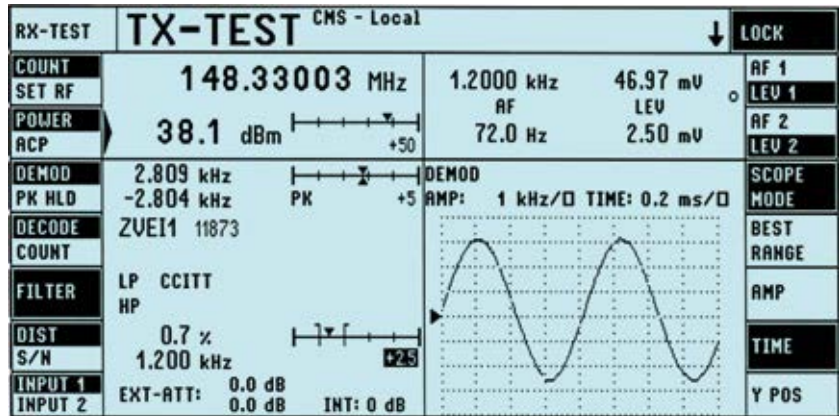 RX-TEST
TX-TEST CMS - Local
LOCK
COUNT
SET RF
148.33003 MHz
1.2000 kHz 46.97 mV
AF LEV
72.0 Hz 2.50 mV
AF 1
LEV 1
POWER
ACP
38.1 dBm +50
AF 2
LEV 2
DEMOD
PK HLD
2.809 kHz
-2.804 kHz PK +5
DEMOD
AMP: 1 kHz/□ TIME: 0.2 ms/□
SCOPE
MODE
DECODE
COUNT
ZVEI1 11873
BEST
RANGE
FILTER
LP CCITT
HP
AMP
DIST
S/N
0.7 %
1.200 kHz +25
TIME
INPUT 1
INPUT 2
EXT-ATT: 0.0 dB
0.0 dB INT: 0 dB
Y POS